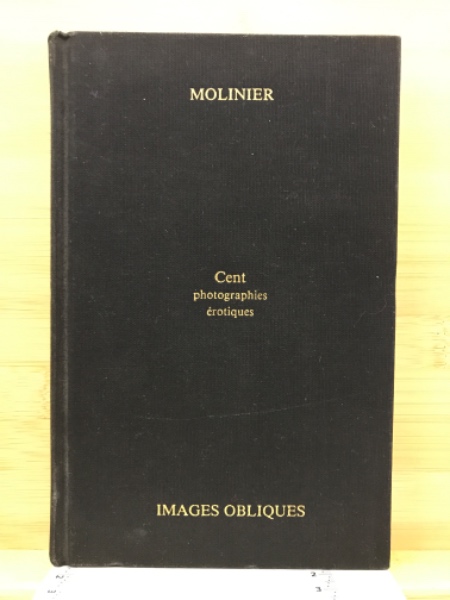 MOLINIER
Cent
photographies
érotiques
IMAGES OBLIQUES